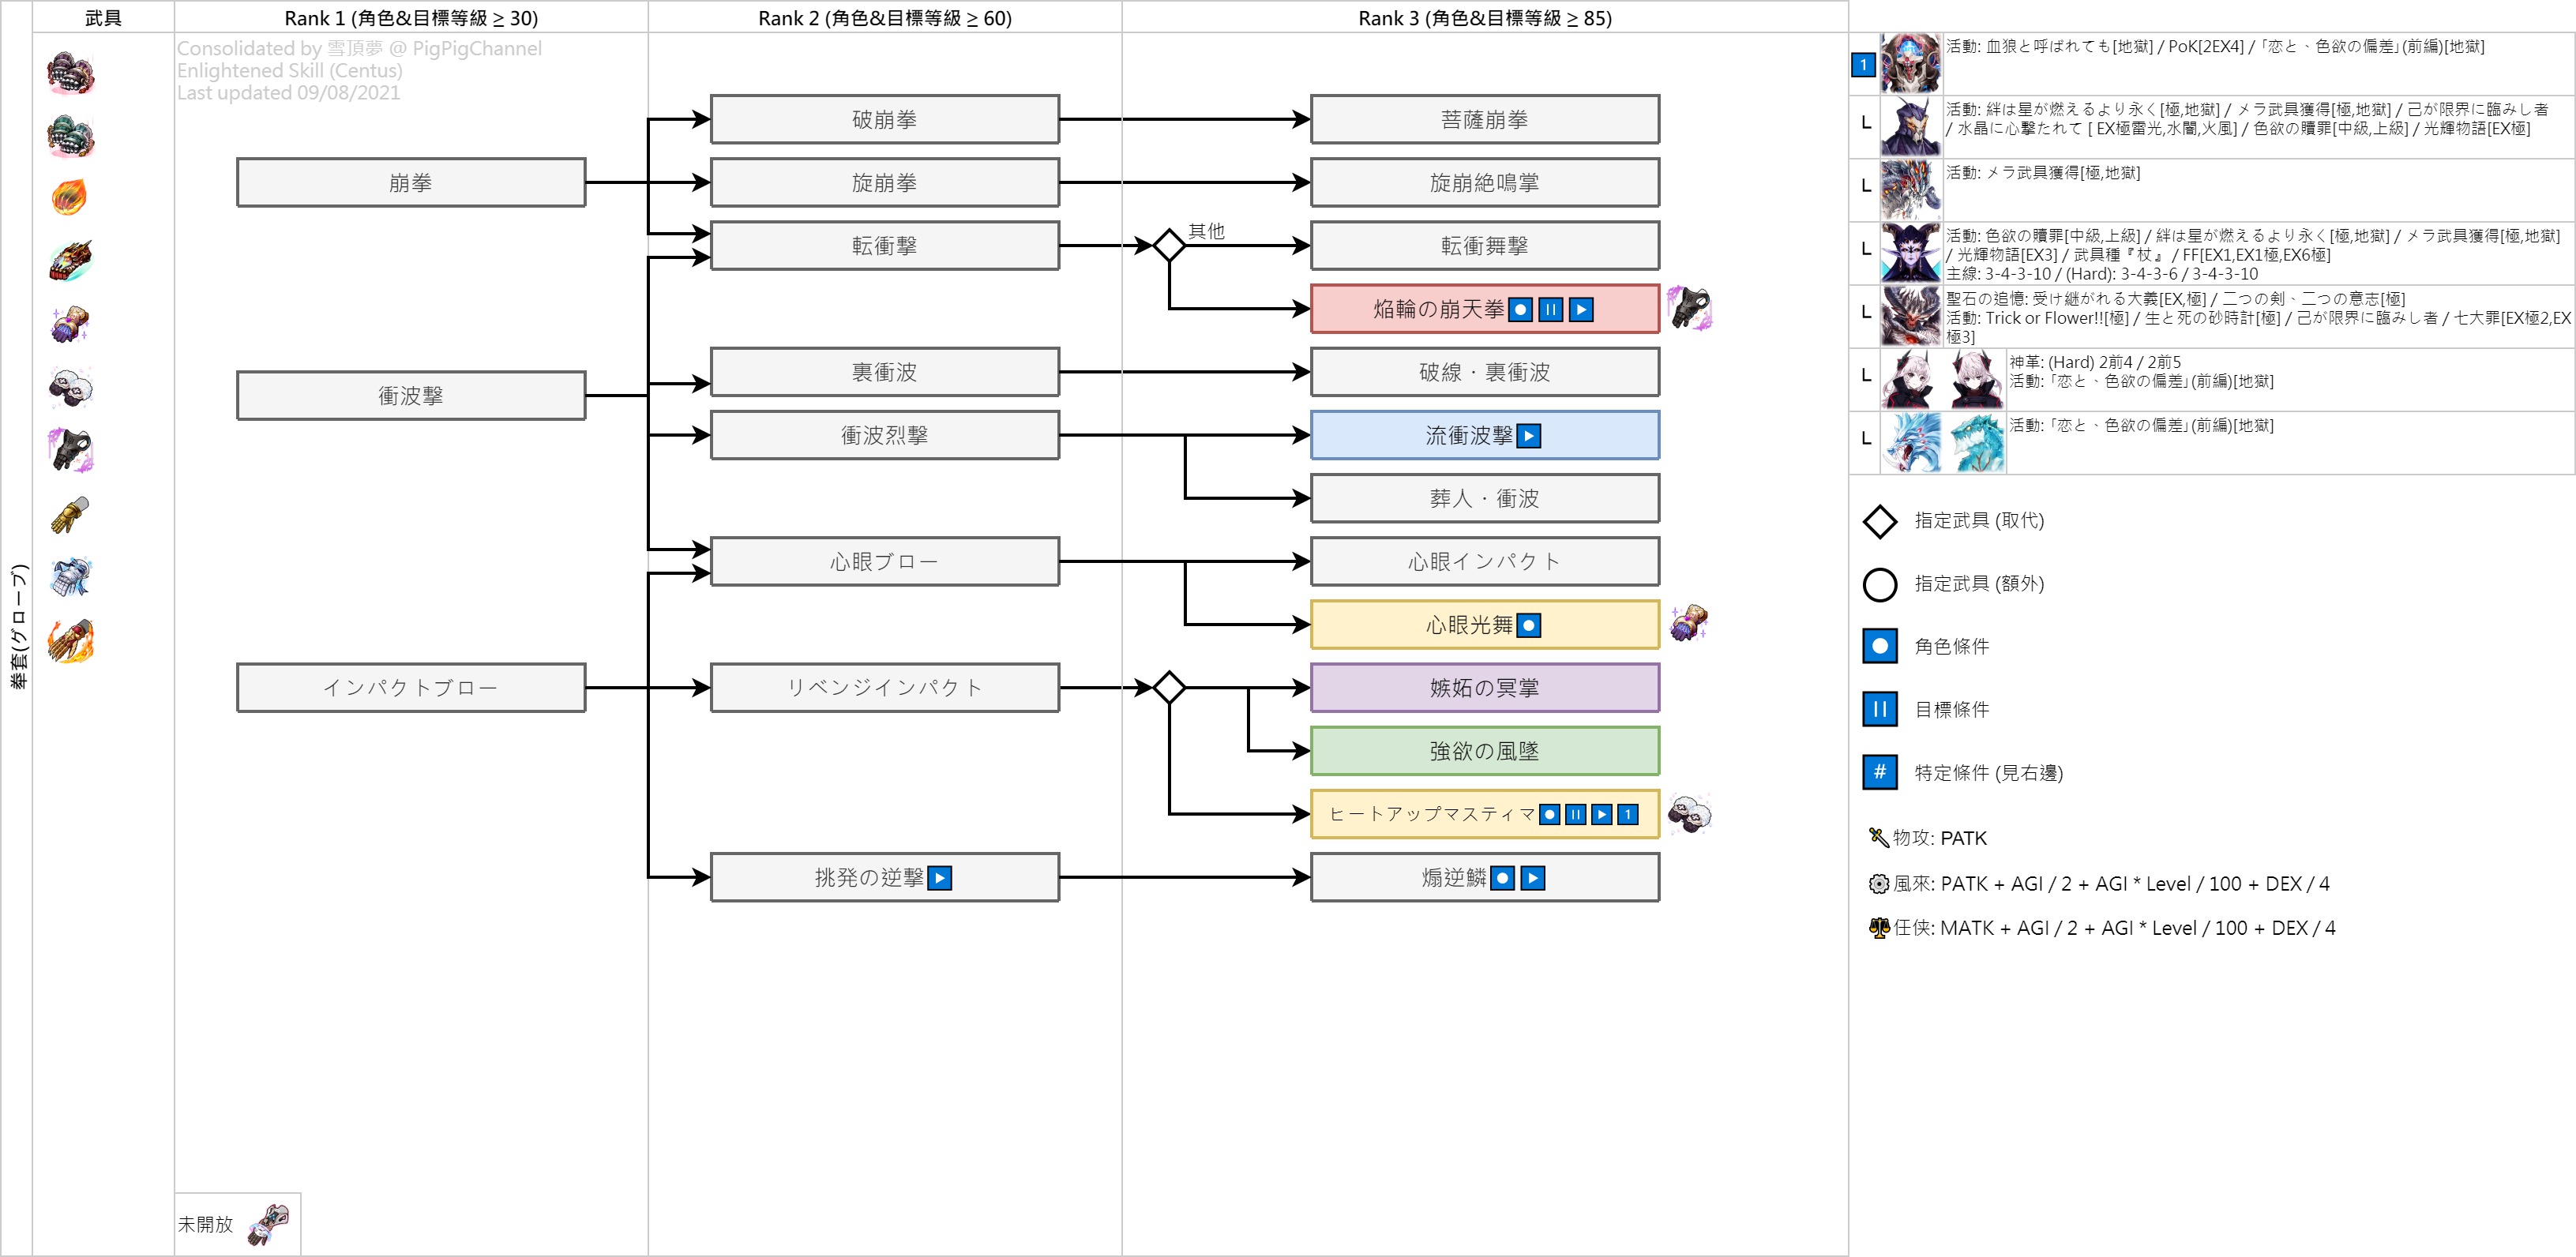 武具
Rank 1 (角色&目標等級 ≥ 30)
Rank 2 (角色&目標等級 ≥ 60)
Rank 3 (角色&目標等級 ≥ 85)
拳套(グローブ)
Consolidated by 雪頂夢 @ PigPigChannel
Enlightened Skill (Centus)
Last updated 09/08/2021
崩拳
衝波撃
インパクトブロー
破崩拳
旋崩拳
転衝撃
裏衝波
衝波烈撃
心眼ブロー
リベンジインパクト
挑発の逆撃
其他
菩薩崩拳
旋崩絶鳴掌
転衝舞撃
焔輪の崩天拳
破線・裏衝波
流衝波撃
葬人・衝波
心眼インパクト
心眼光舞
嫉妬の冥掌
強欲の風墜
ヒートアップマスティマ 1
煽逆鱗
未開放
1
活動: 血狼と呼ばれても[地獄] / PoK[2EX4] / 「恋と、色欲の偏差」(前編)[地獄]
L
活動: 絆は星が燃えるより永く[極,地獄] / メラ武具獲得[極,地獄] / 己が限界に臨みし者
/ 水晶に心撃たれて [ EX極雷光,水闇,火風] / 色欲の贖罪[中級,上級] / 光輝物語[EX極]
L
活動: メラ武具獲得[極,地獄]
L
活動: 色欲の贖罪[中級,上級] / 絆は星が燃えるより永く[極,地獄] / メラ武具獲得[極,地獄]
/ 光輝物語[EX3] / 武具種『杖』 / FF[EX1,EX1極,EX6極]
主線: 3-4-3-10 / (Hard): 3-4-3-6 / 3-4-3-10
L
聖石の追憶: 受け継がれる大義[EX,極] / 二つの剣、二つの意志[極]
活動: Trick or Flower!![極] / 生と死の砂時計[極] / 己が限界に臨みし者 / 七大罪[EX極2,EX
極3]
L
神革: (Hard) 2前4 / 2前5
活動: 「恋と、色欲の偏差」(前編)[地獄]
L
活動: 「恋と、色欲の偏差」(前編)[地獄]
指定武具 (取代)
指定武具 (額外)
角色條件
目標條件
# 特定條件 (見右邊)
物攻: PATK
風來: PATK + AGI / 2 + AGI * Level / 100 + DEX / 4
任侠: MATK + AGI / 2 + AGI * Level / 100 + DEX / 4